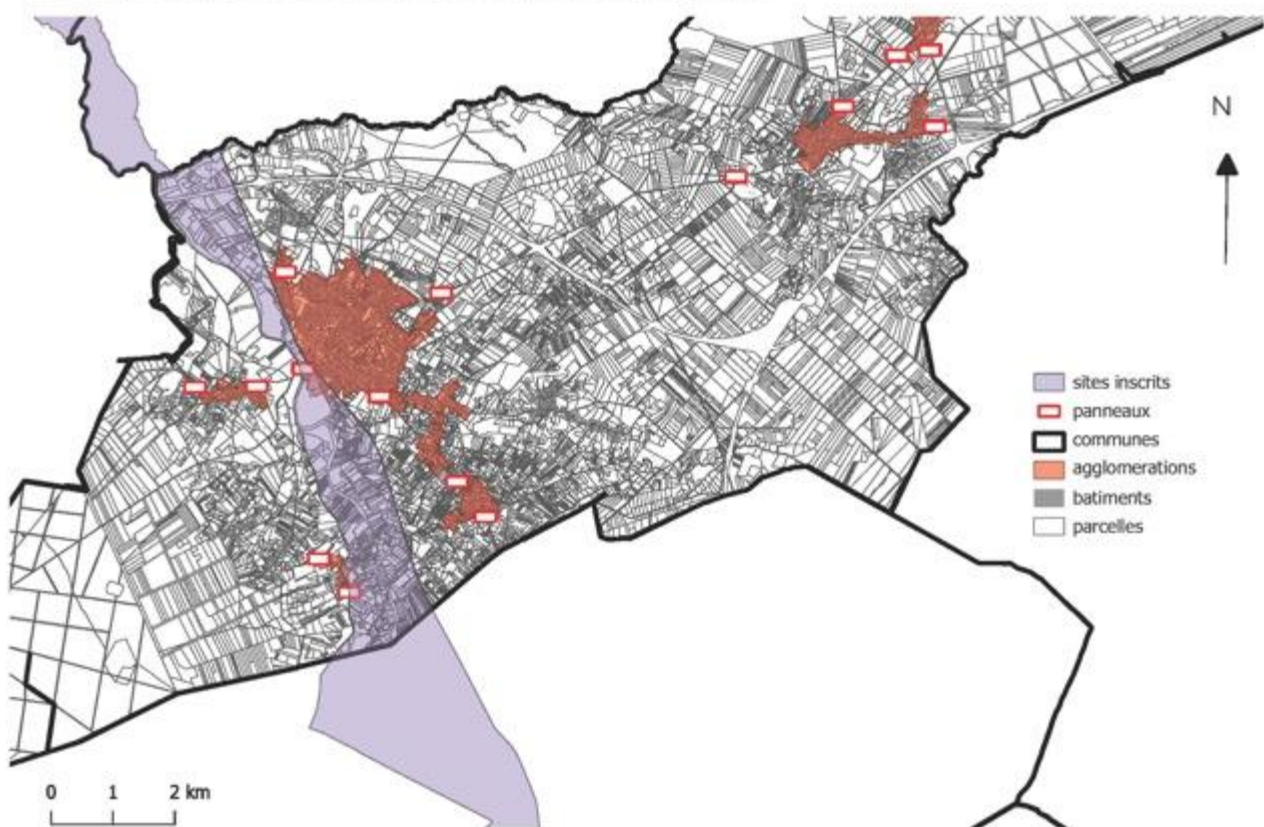 N
sites inscrits
panneaux
communes
agglomerations
batiments
parcelles
0 1 2 km